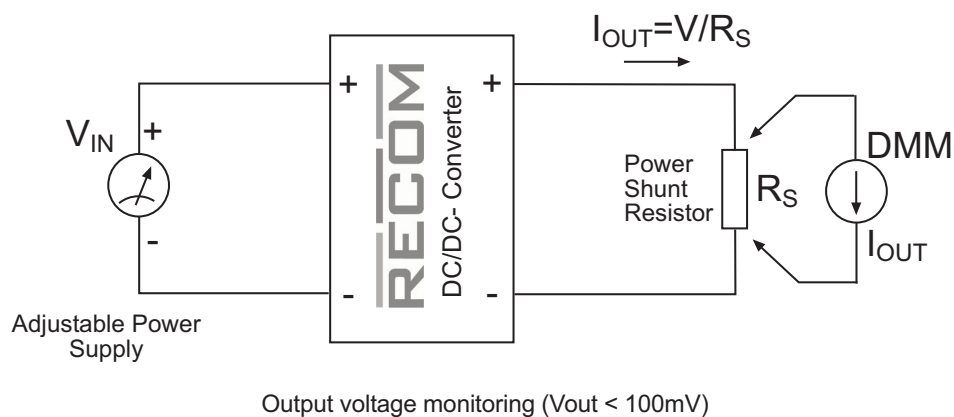 I_OUT=V/R_S
V_IN
+
-
Adjustable Power
Supply
+
-
RECOM
DC/DC- Converter
+
-
Power
Shunt
Resistor
R_S
DMM
I_OUT
Output voltage monitoring (Vout < 100mV)